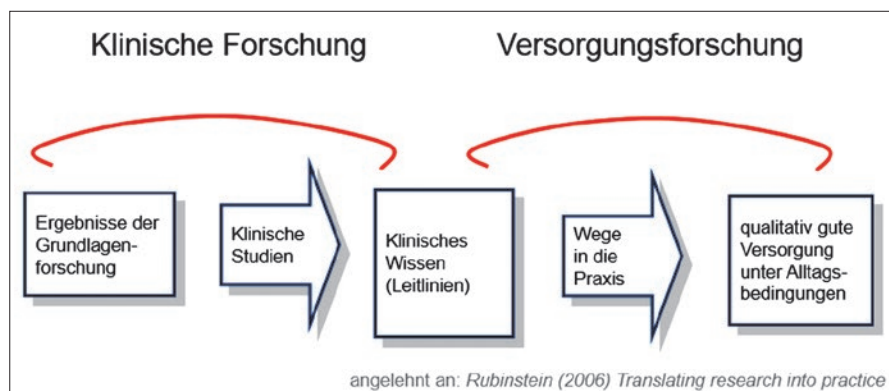 Klinische Forschung
Versorgungsforschung
Ergebnisse der
Grundlagen-
forschung
Klinische
Studien
Klinisches
Wissen
(Leitlinien)
Wege
in die
Praxis
qualitativ gute
Versorgung
unter Alltags-
bedingungen
angelehnt an: Rubinstein (2006) Translating research into practice